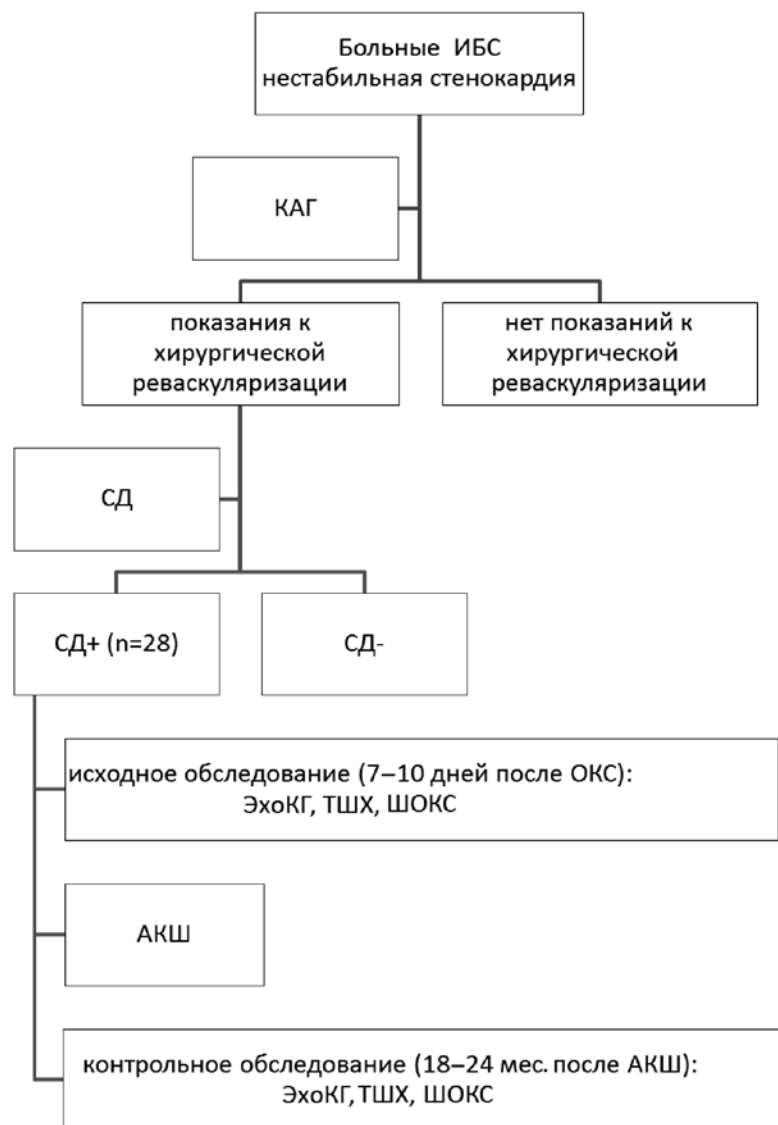 Больные ИБС
нестабильная стенокардия
КАГ
показания к
хирургической
реваскуляризации
нет показаний к
хирургической
реваскуляризации
СД
СД+ (n=28)
СД-
исходное обследование (7–10 дней после ОКС):
ЭхоКГ, ТШХ, ШОКС
АКШ
контрольное обследование (18–24 мес. после АКШ):
ЭхоКГ, ТШХ, ШОКС